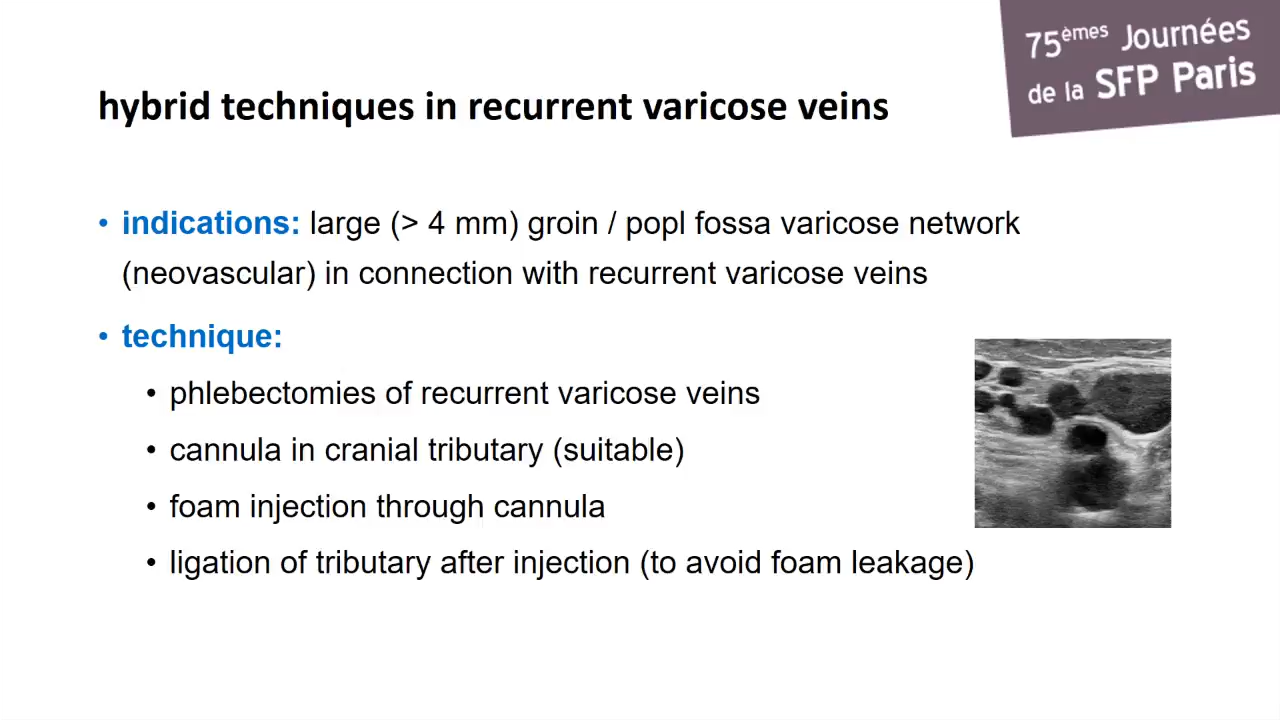 75èmes Journées
de la SFP Paris
hybrid techniques in recurrent varicose veins
• indications: large (> 4 mm) groin / popl fossa varicose network
(neovascular) in connection with recurrent varicose veins
• technique:
• phlebectomies of recurrent varicose veins
• cannula in cranial tributary (suitable)
• foam injection through cannula
• ligation of tributary after injection (to avoid foam leakage)